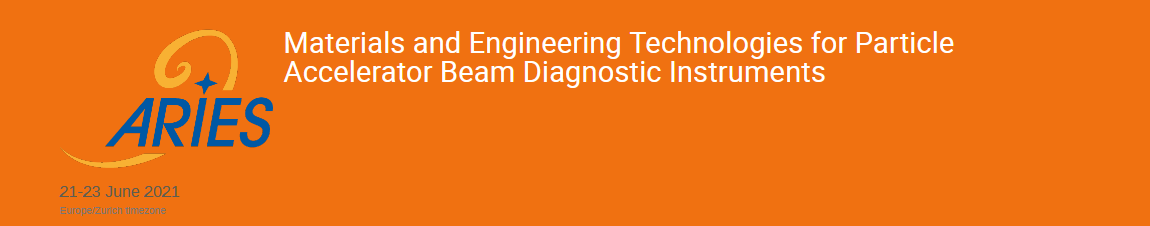 Materials and Engineering Technologies for Particle
Accelerator Beam Diagnostic Instruments
ARIES
21-23 June 2021
Europe/Zurich timezone